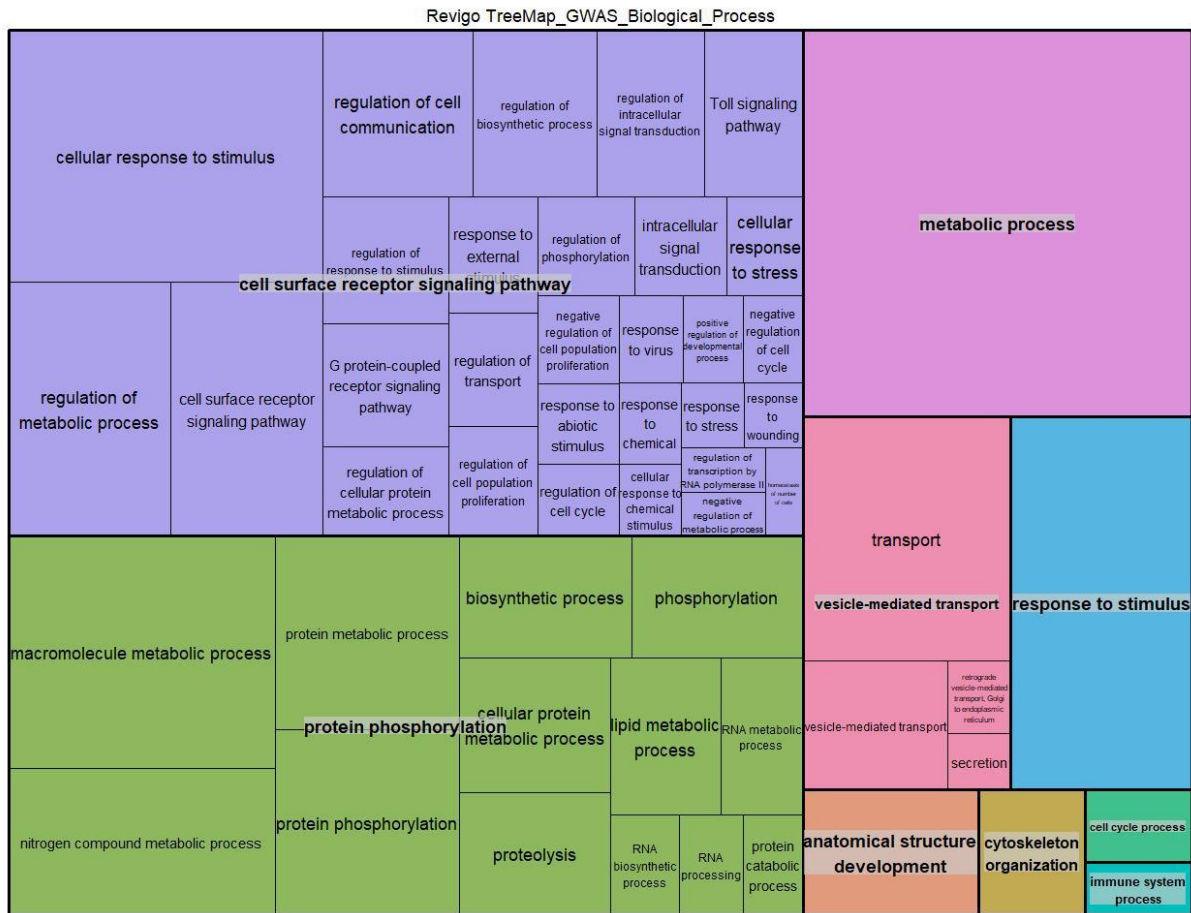 Revigo TreeMap_GWAS_Biological_Process
cellular response to stimulus
regulation of cell
communication
regulation of
biosynthetic process
regulation of
intracellular
signal transduction
Toll signaling
pathway
regulation of
response to stimulus
response to
external
stimulus
regulation of
phosphorylation
intracellular
signal
transduction
cellular
response
to stress
cell surface receptor signaling pathway
regulation of
metabolic process
cell surface receptor
signaling pathway
G protein-coupled
receptor signaling
pathway
regulation of
transport
negative
regulation of
cell population
proliferation
response
to virus
positive
regulation of
developmental
process
negative
regulation
of cell
cycle
response to
abiotic
stimulus
response
to
chemical
response
to stress
response
to
wounding
regulation of
cellular protein
metabolic process
regulation of
cell population
proliferation
regulation of
cell cycle
cellular
response to
chemical
stimulus
regulation of
transcription by
RNA polymerase II
negative
regulation of
metabolic process
homeostasis
of number
of cells
macromolecule metabolic process
protein metabolic process
biosynthetic process
phosphorylation
protein phosphorylation
cellular protein
metabolic process
lipid metabolic
process
RNA metabolic
process
nitrogen compound metabolic process
protein phosphorylation
proteolysis
RNA
biosynthetic
process
RNA
processing
protein
catabolic
process
metabolic process
transport
vesicle-mediated transport
response to stimulus
vesicle-mediated transport
retrograde
vesicle-mediated
transport, Golgi
to endoplasmic
reticulum
secretion
anatomical structure
development
cytoskeleton
organization
cell cycle process
immune system
process